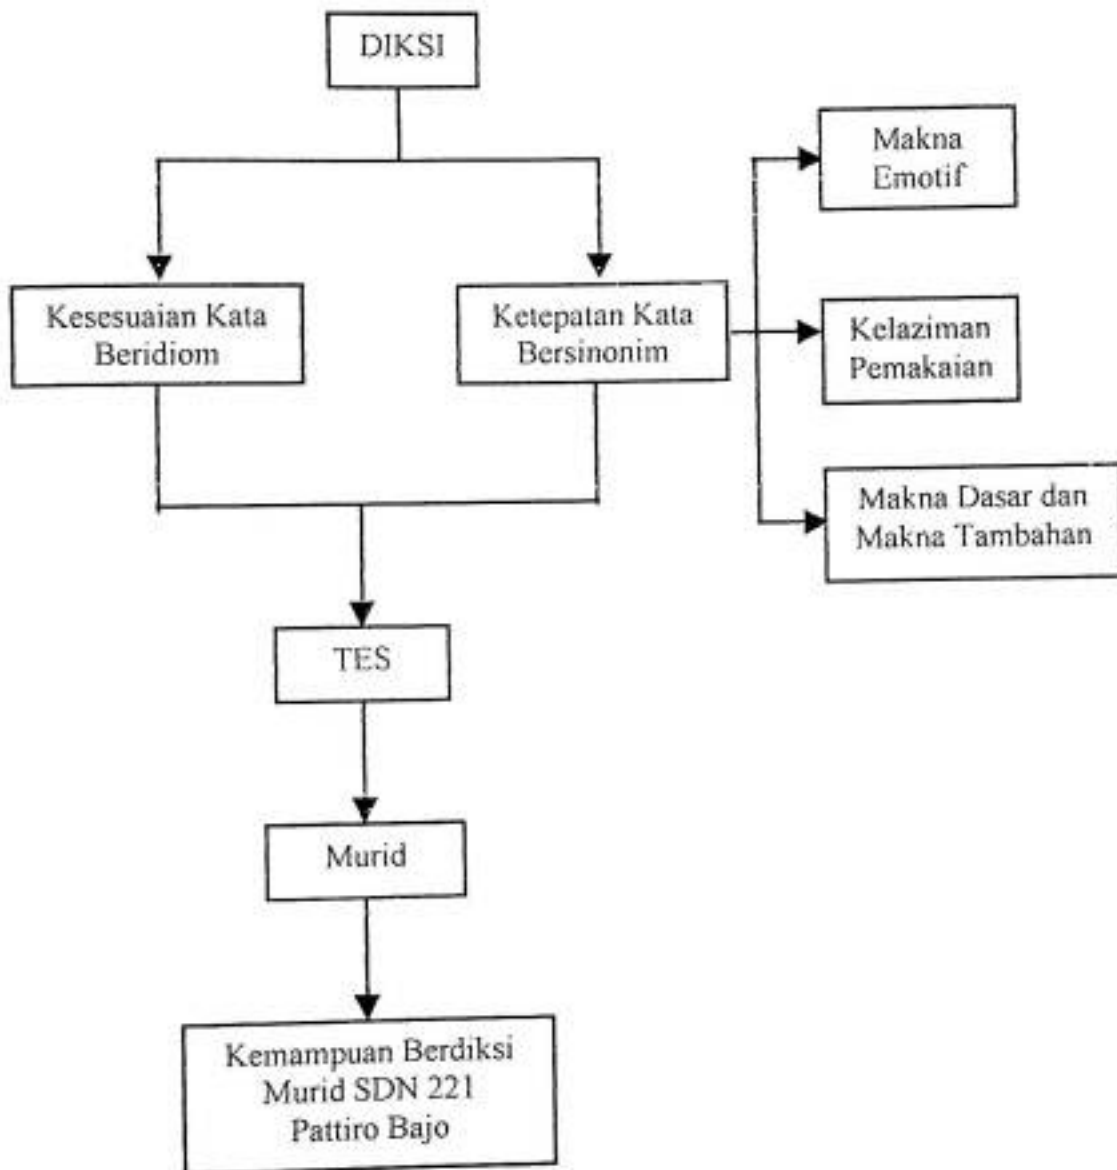 DIKSI
Makna
Emotif
Kesesuaian Kata
Beridiom
Ketepatan Kata
Bersinonim
Kelaziman
Pemakaian
Makna Dasar dan
Makna Tambahan
TES
Murid
Kemampuan Berdiksi
Murid SDN 221
Pattiro Bajo